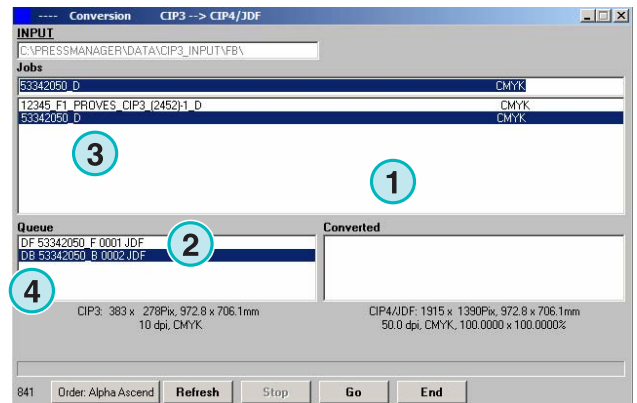 ---- Conversion CIP3 --> CIP4/JDF
INPUT
C:\PRESSMANAGER\DATA\CIP3_INPUT\FB\
Jobs
53342050_D CMYK
12345_F1_PROVES_CIP3_(2452)-1_D CMYK
53342050_D CMYK
3
1
Queue Converted
DF 53342050_F 0001 JDF
2
DB 53342050_B 0002 JDF
4
CIP3: 383 x 278Pix, 972.8 x 706.1mm CIP4/JDF: 1915 x 1390Pix, 972.8 x 706.1mm
10 dpi, CMYK 50.0 dpi, CMYK, 100.0000 x 100.0000%
841 Order: Alpha Ascend Refresh Stop Go End